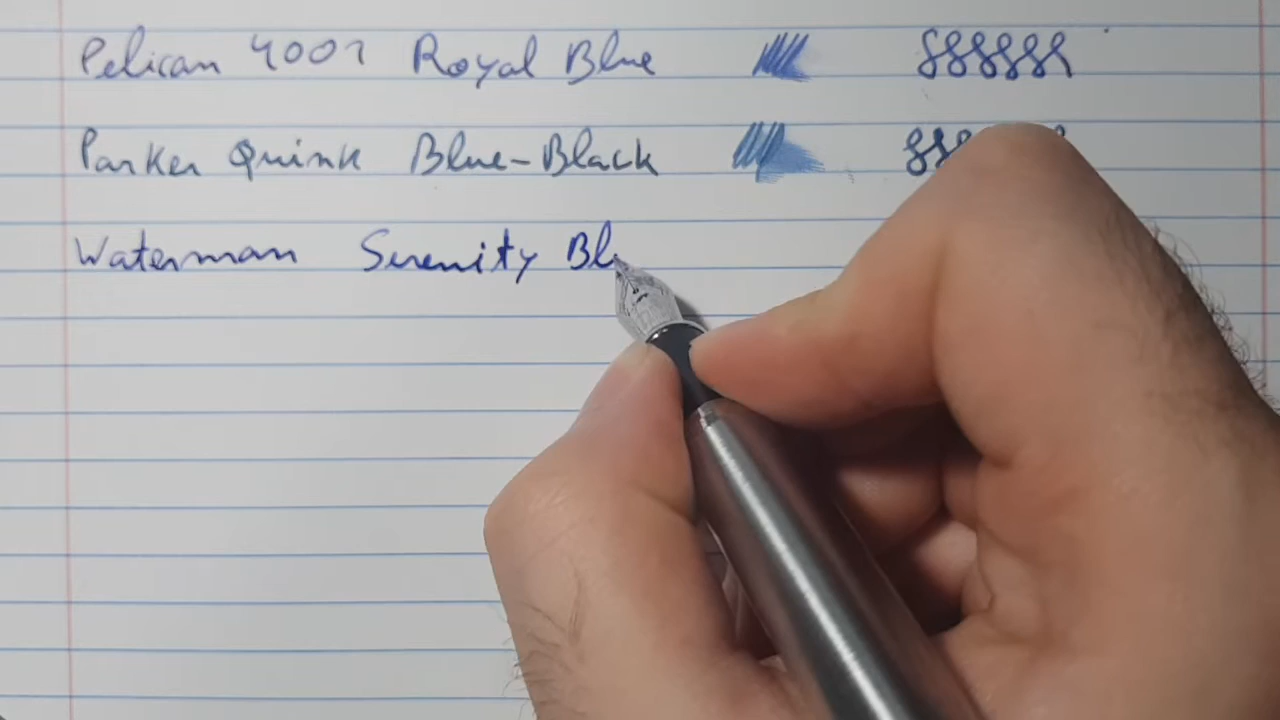 Pelican 4001 Royal Blue
Parker Quink Blue-Black
Waterman Serenity Bl